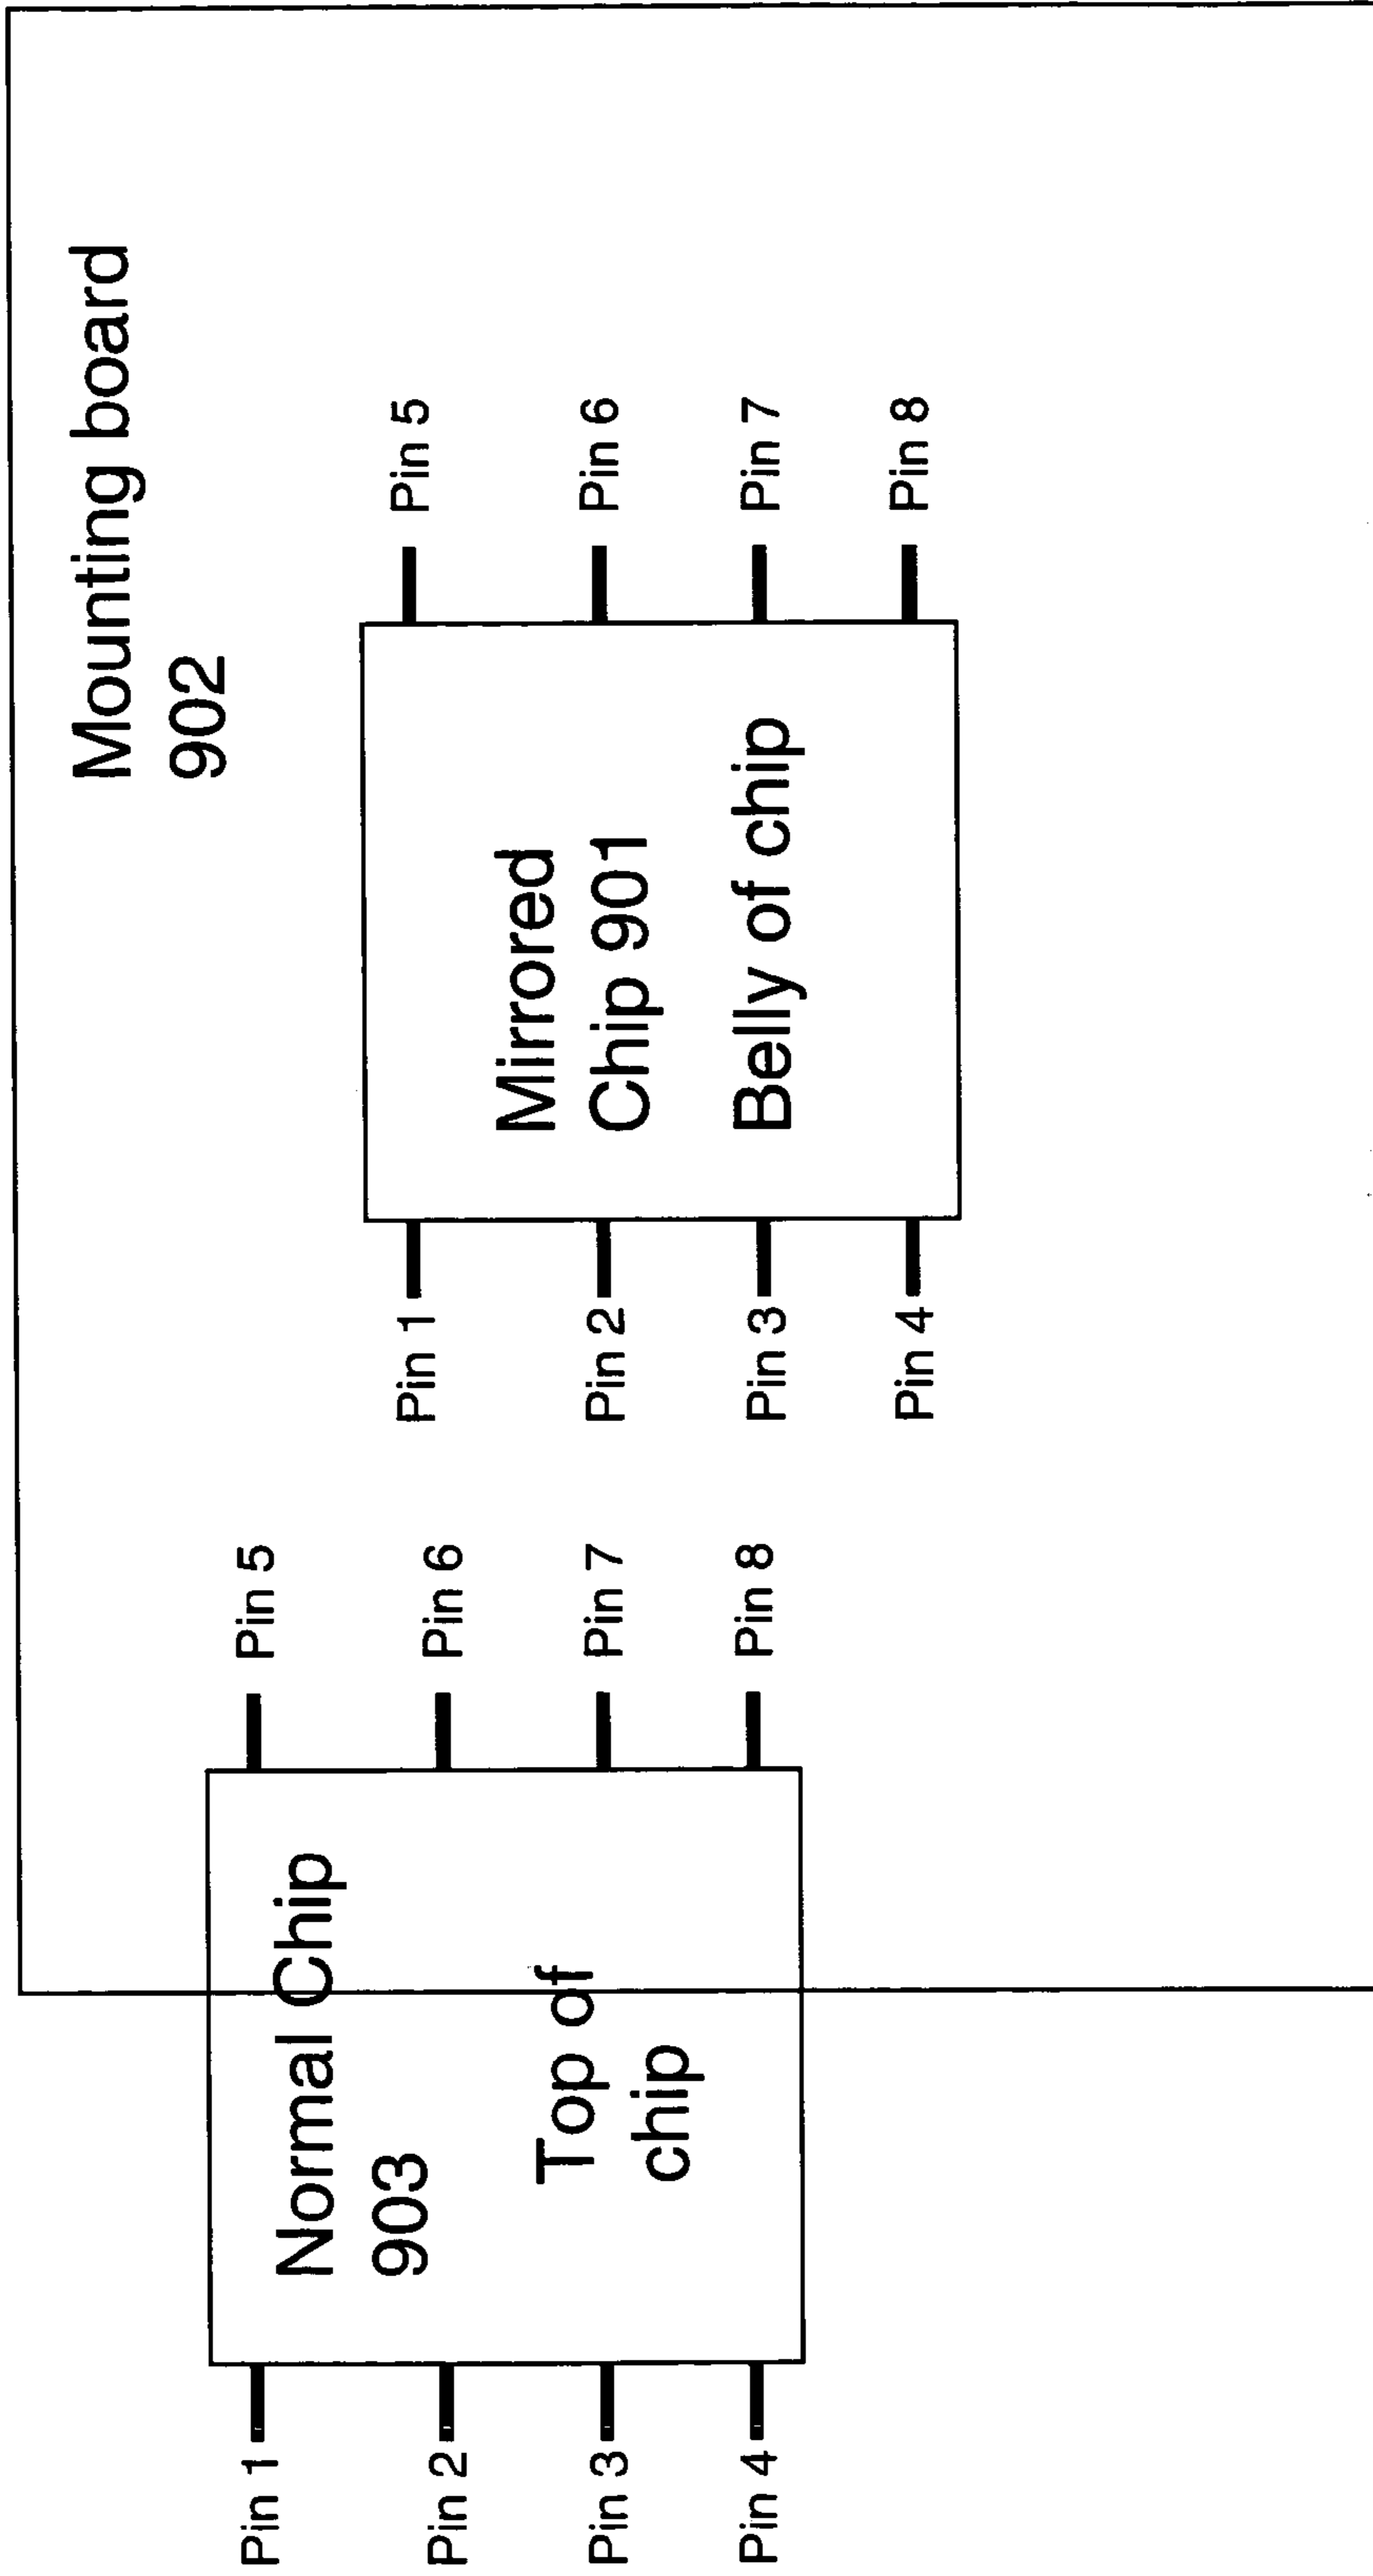 Mounting board
902
Normal Chip
903
Top of
chip
Pin 1
Pin 2
Pin 3
Pin 4
Pin 5
Pin 6
Pin 7
Pin 8
Mirrored
Chip 901
Belly of chip
Pin 1
Pin 2
Pin 3
Pin 4
Pin 5
Pin 6
Pin 7
Pin 8